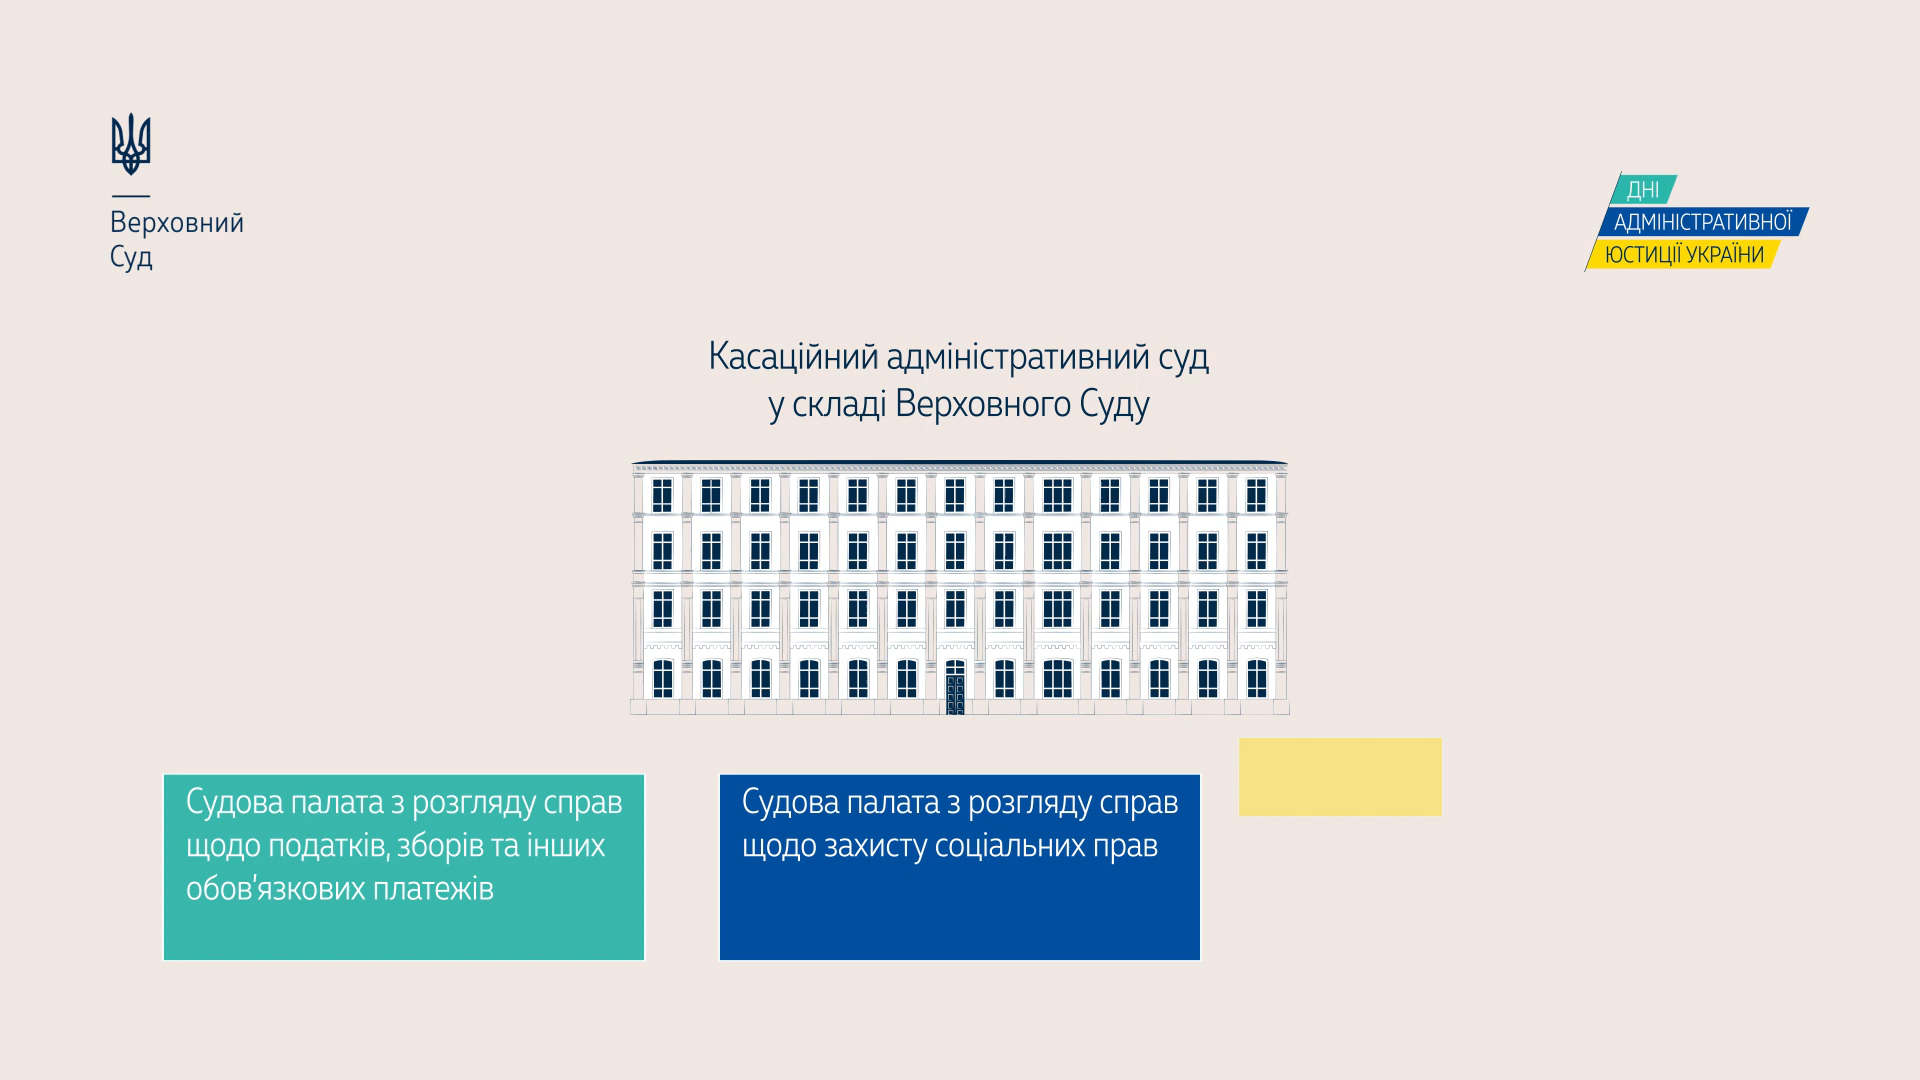 Верховний
Суд
ДНІ
АДМІНІСТРАТИВНОЇ
ЮСТИЦІЇ УКРАЇНИ
Касаційний адміністративний суд
у складі Верховного Суду
Судова палата з розгляду справ
щодо податків, зборів та інших
обов'язкових платежів
Судова палата з розгляду справ
щодо захисту соціальних прав